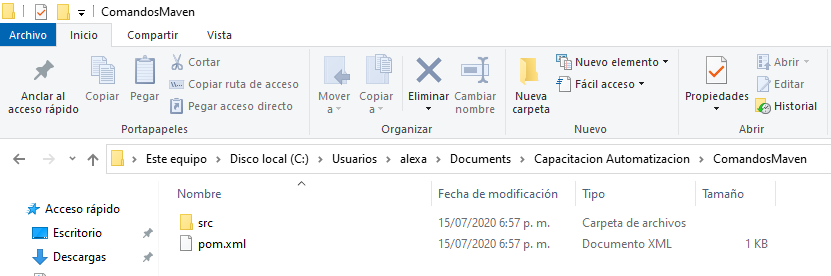 ComandosMaven
Archivo Inicio Compartir Vista
Anclar al acceso rápido
Copiar
Pegar
Cortar
Copiar ruta de acceso
Pegar acceso directo
Portapapeles
Mover a
Copiar a
Eliminar
Cambiar nombre
Organizar
Nueva carpeta
Nuevo elemento
Fácil acceso
Nuevo
Propiedades
Abrir
Editar
Historial
Abrir
Este equipo > Disco local (C:) > Usuarios > alexa > Documents > Capacitacion Automatizacion > ComandosMaven
Acceso rápido
Escritorio
Descargas
Nombre Fecha de modificación Tipo Tamaño
src 15/07/2020 6:57 p. m. Carpeta de archivos
pom.xml 15/07/2020 6:57 p. m. Documento XML 1 KB